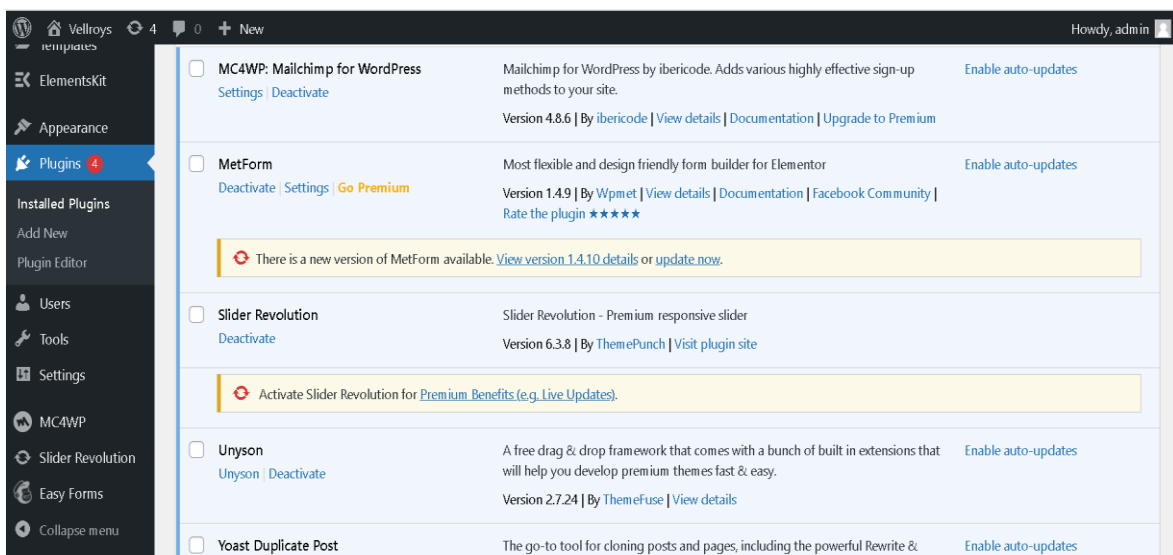 Vellroys 4 0 + New Howdy, admin
Templates
ElementsKit
Appearance
Plugins 4
Installed Plugins
Add New
Plugin Editor
Users
Tools
Settings
MC4WP
Slider Revolution
Easy Forms
Collapse menu
MC4WP: Mailchimp for WordPress
Settings | Deactivate
Mailchimp for WordPress by ibericode. Adds various highly effective sign-up
methods to your site.
Version 4.8.6 | By ibericode | View details | Documentation | Upgrade to Premium
Enable auto-updates
MetForm
Deactivate | Settings | Go Premium
Most flexible and design friendly form builder for Elementor
Version 1.4.9 | By Wpmet | View details | Documentation | Facebook Community |
Rate the plugin ★★★★★
Enable auto-updates
There is a new version of MetForm available. View version 1.4.10 details or update now.
Slider Revolution
Deactivate
Slider Revolution - Premium responsive slider
Version 6.3.8 | By ThemePunch | Visit plugin site
Activate Slider Revolution for Premium Benefits (e.g. Live Updates).
Unyson
Unyson | Deactivate
A free drag & drop framework that comes with a bunch of built in extensions that
will help you develop premium themes fast & easy.
Version 2.7.24 | By ThemeFuse | View details
Enable auto-updates
Yoast Duplicate Post
The go-to tool for cloning posts and pages, including the powerful Rewrite &
Enable auto-updates